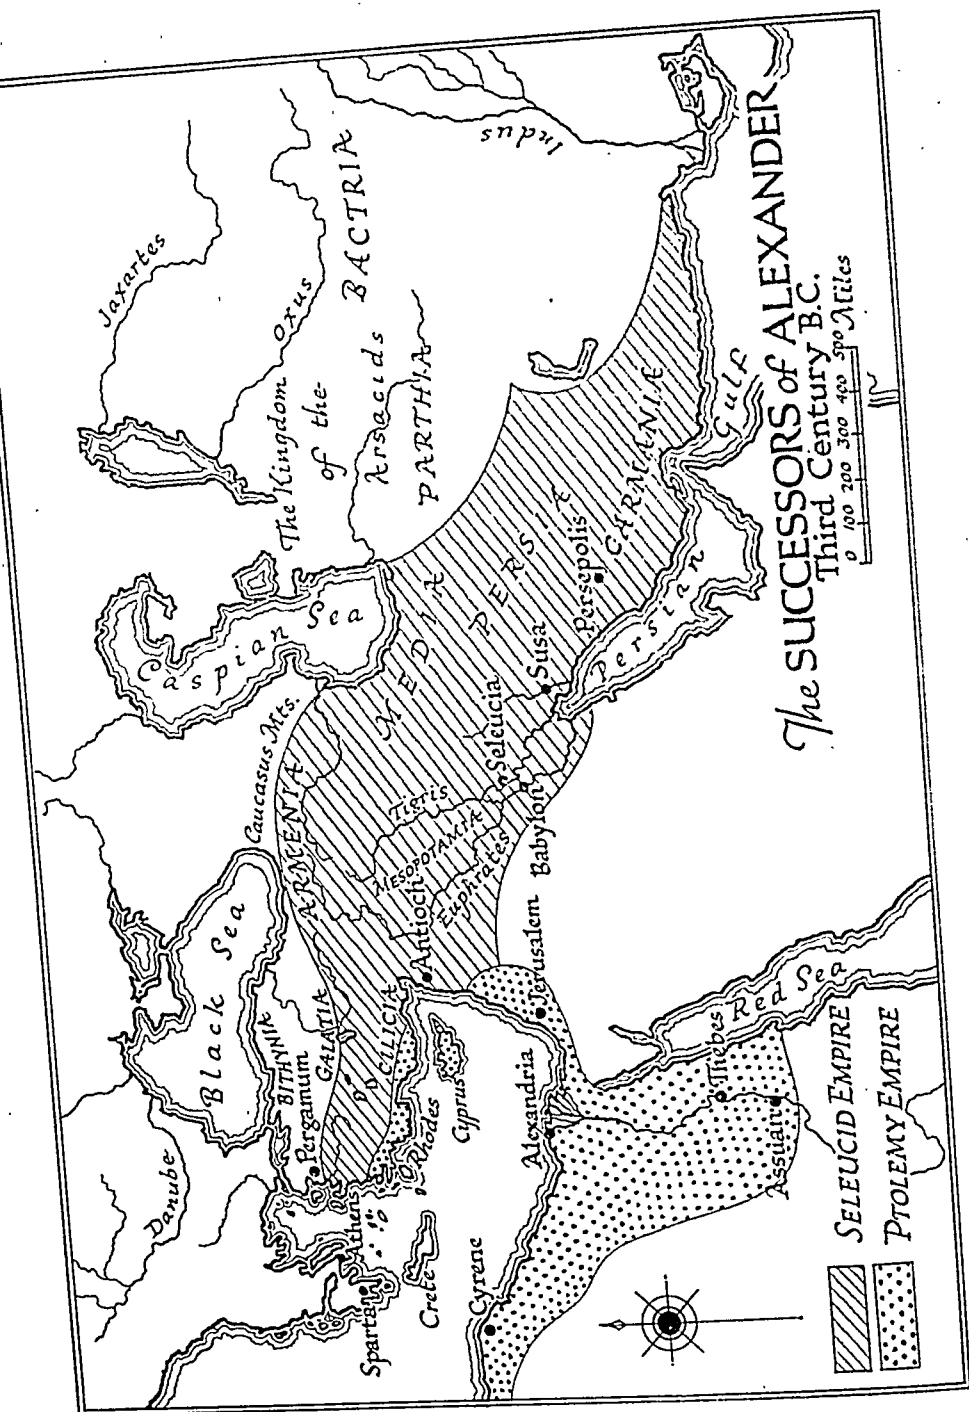 The SUCCESSORS of ALEXANDER
Third Century B.C.
0 100 200 300 400 500 Miles
SELEUCID EMPIRE
PTOLEMY EMPIRE
Danube
Black Sea
Caucasus Mts.
Caspian Sea
Jaxartes
Oxus
The Kingdom
of the
Arsacids
BACTRIA
PARTHIA
Indus
BITHYNIA
Pergamum
GALATIA
ARMENIA
Athens
Sparta
Crete
Rhodes
Cyprus
CILICIA
Antioch
MESOPOTAMIA
Tigris
Euphrates
Seleucia
Babylon
Susa
MEDIA
PERSIA
Persepolis
CARMANIA
Persian
Gulf
Jerusalem
Alexandria
Cyrene
Thebes
Assuan
Red Sea